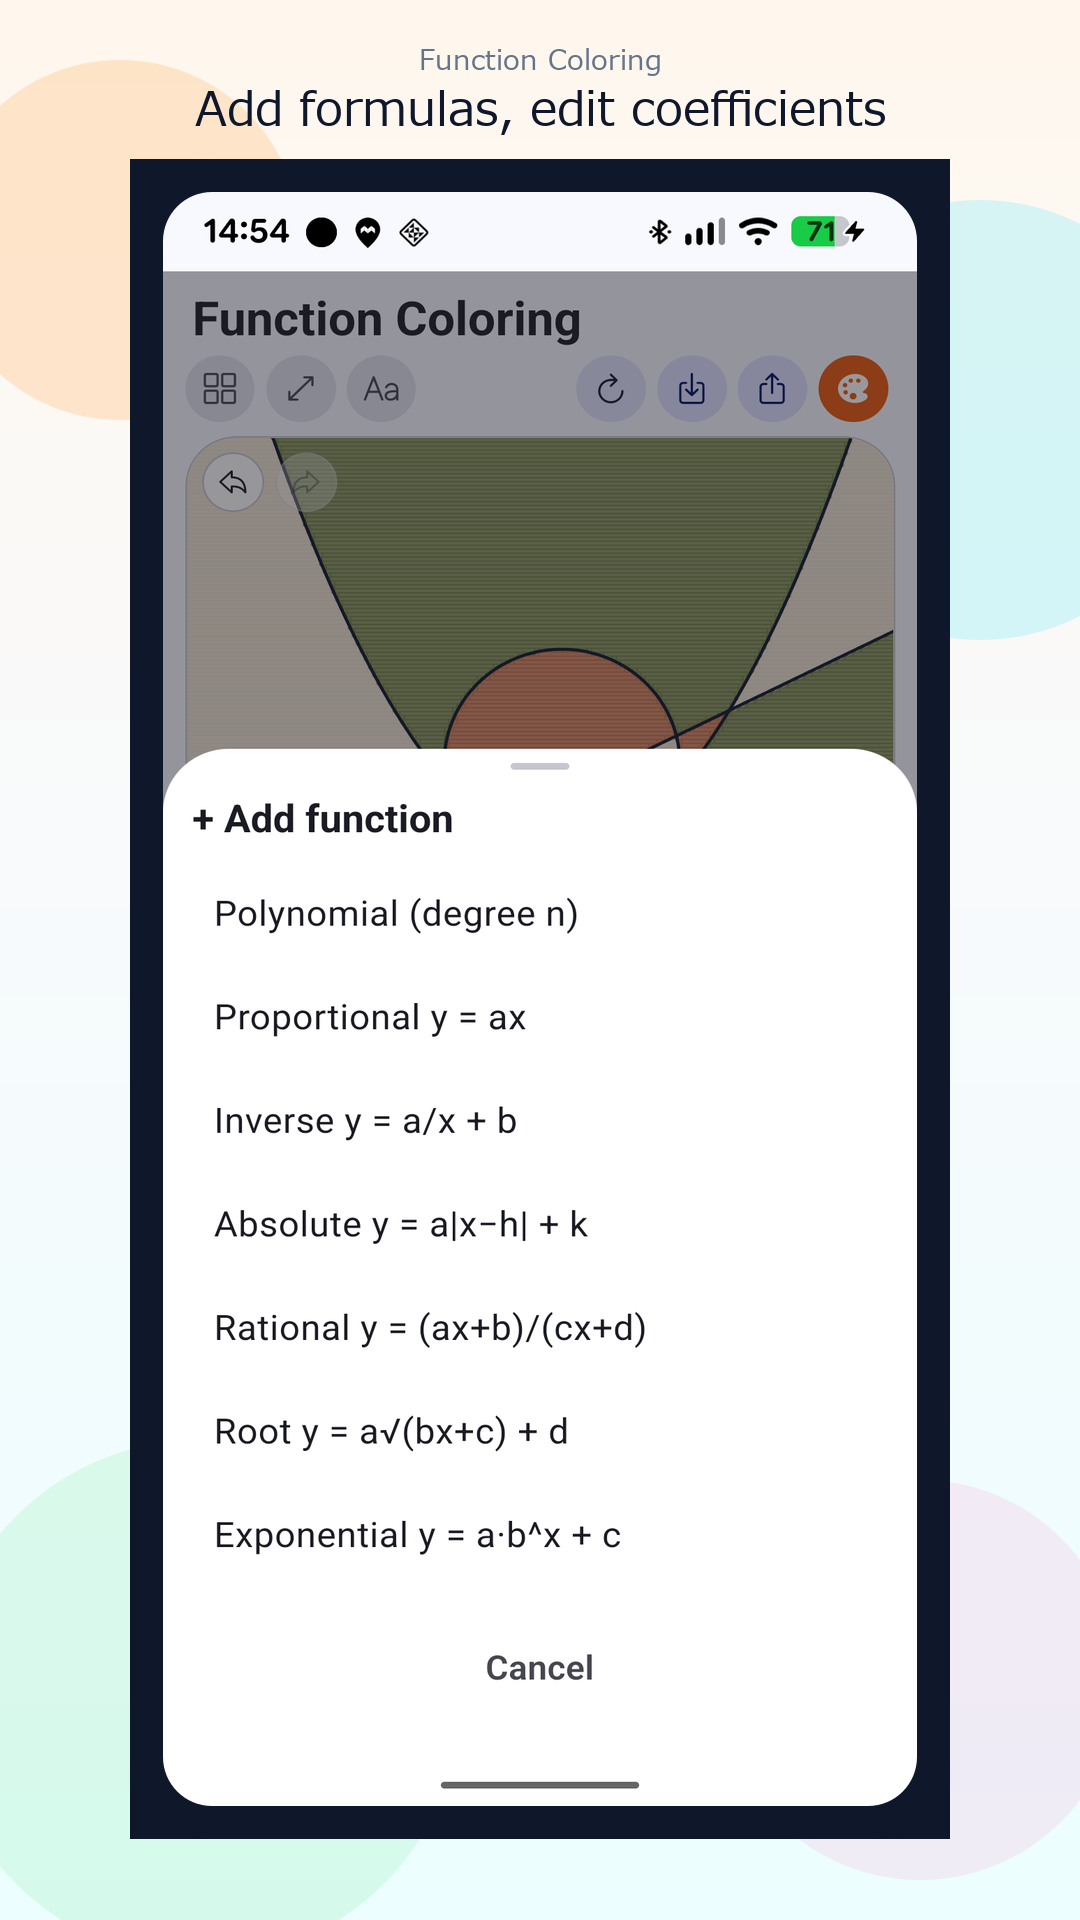 Function Coloring
Add formulas, edit coefficients
14:54
71
Function Coloring
Aa
+ Add function
Polynomial (degree n)
Proportional y = ax
Inverse y = a/x + b
Absolute y = a|x−h| + k
Rational y = (ax+b)/(cx+d)
Root y = a√(bx+c) + d
Exponential y = a·b^x + c
Cancel